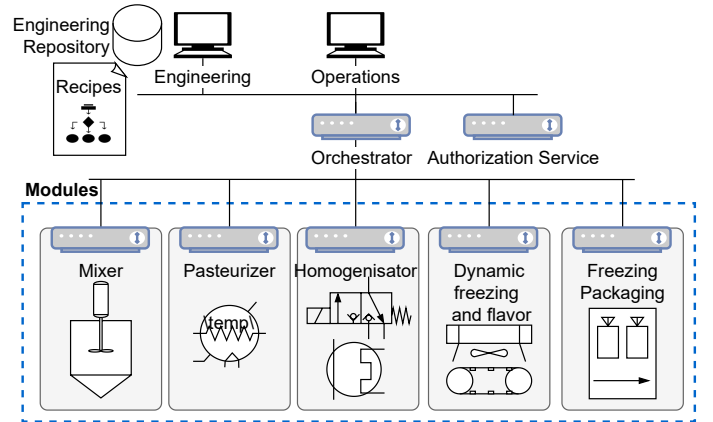 Engineering
Repository
Recipes
Engineering
Operations
Orchestrator
Authorization Service
Modules
Mixer
Pasteurizer
Homogenisator
Dynamic
freezing
and flavor
Freezing
Packaging
\temp\